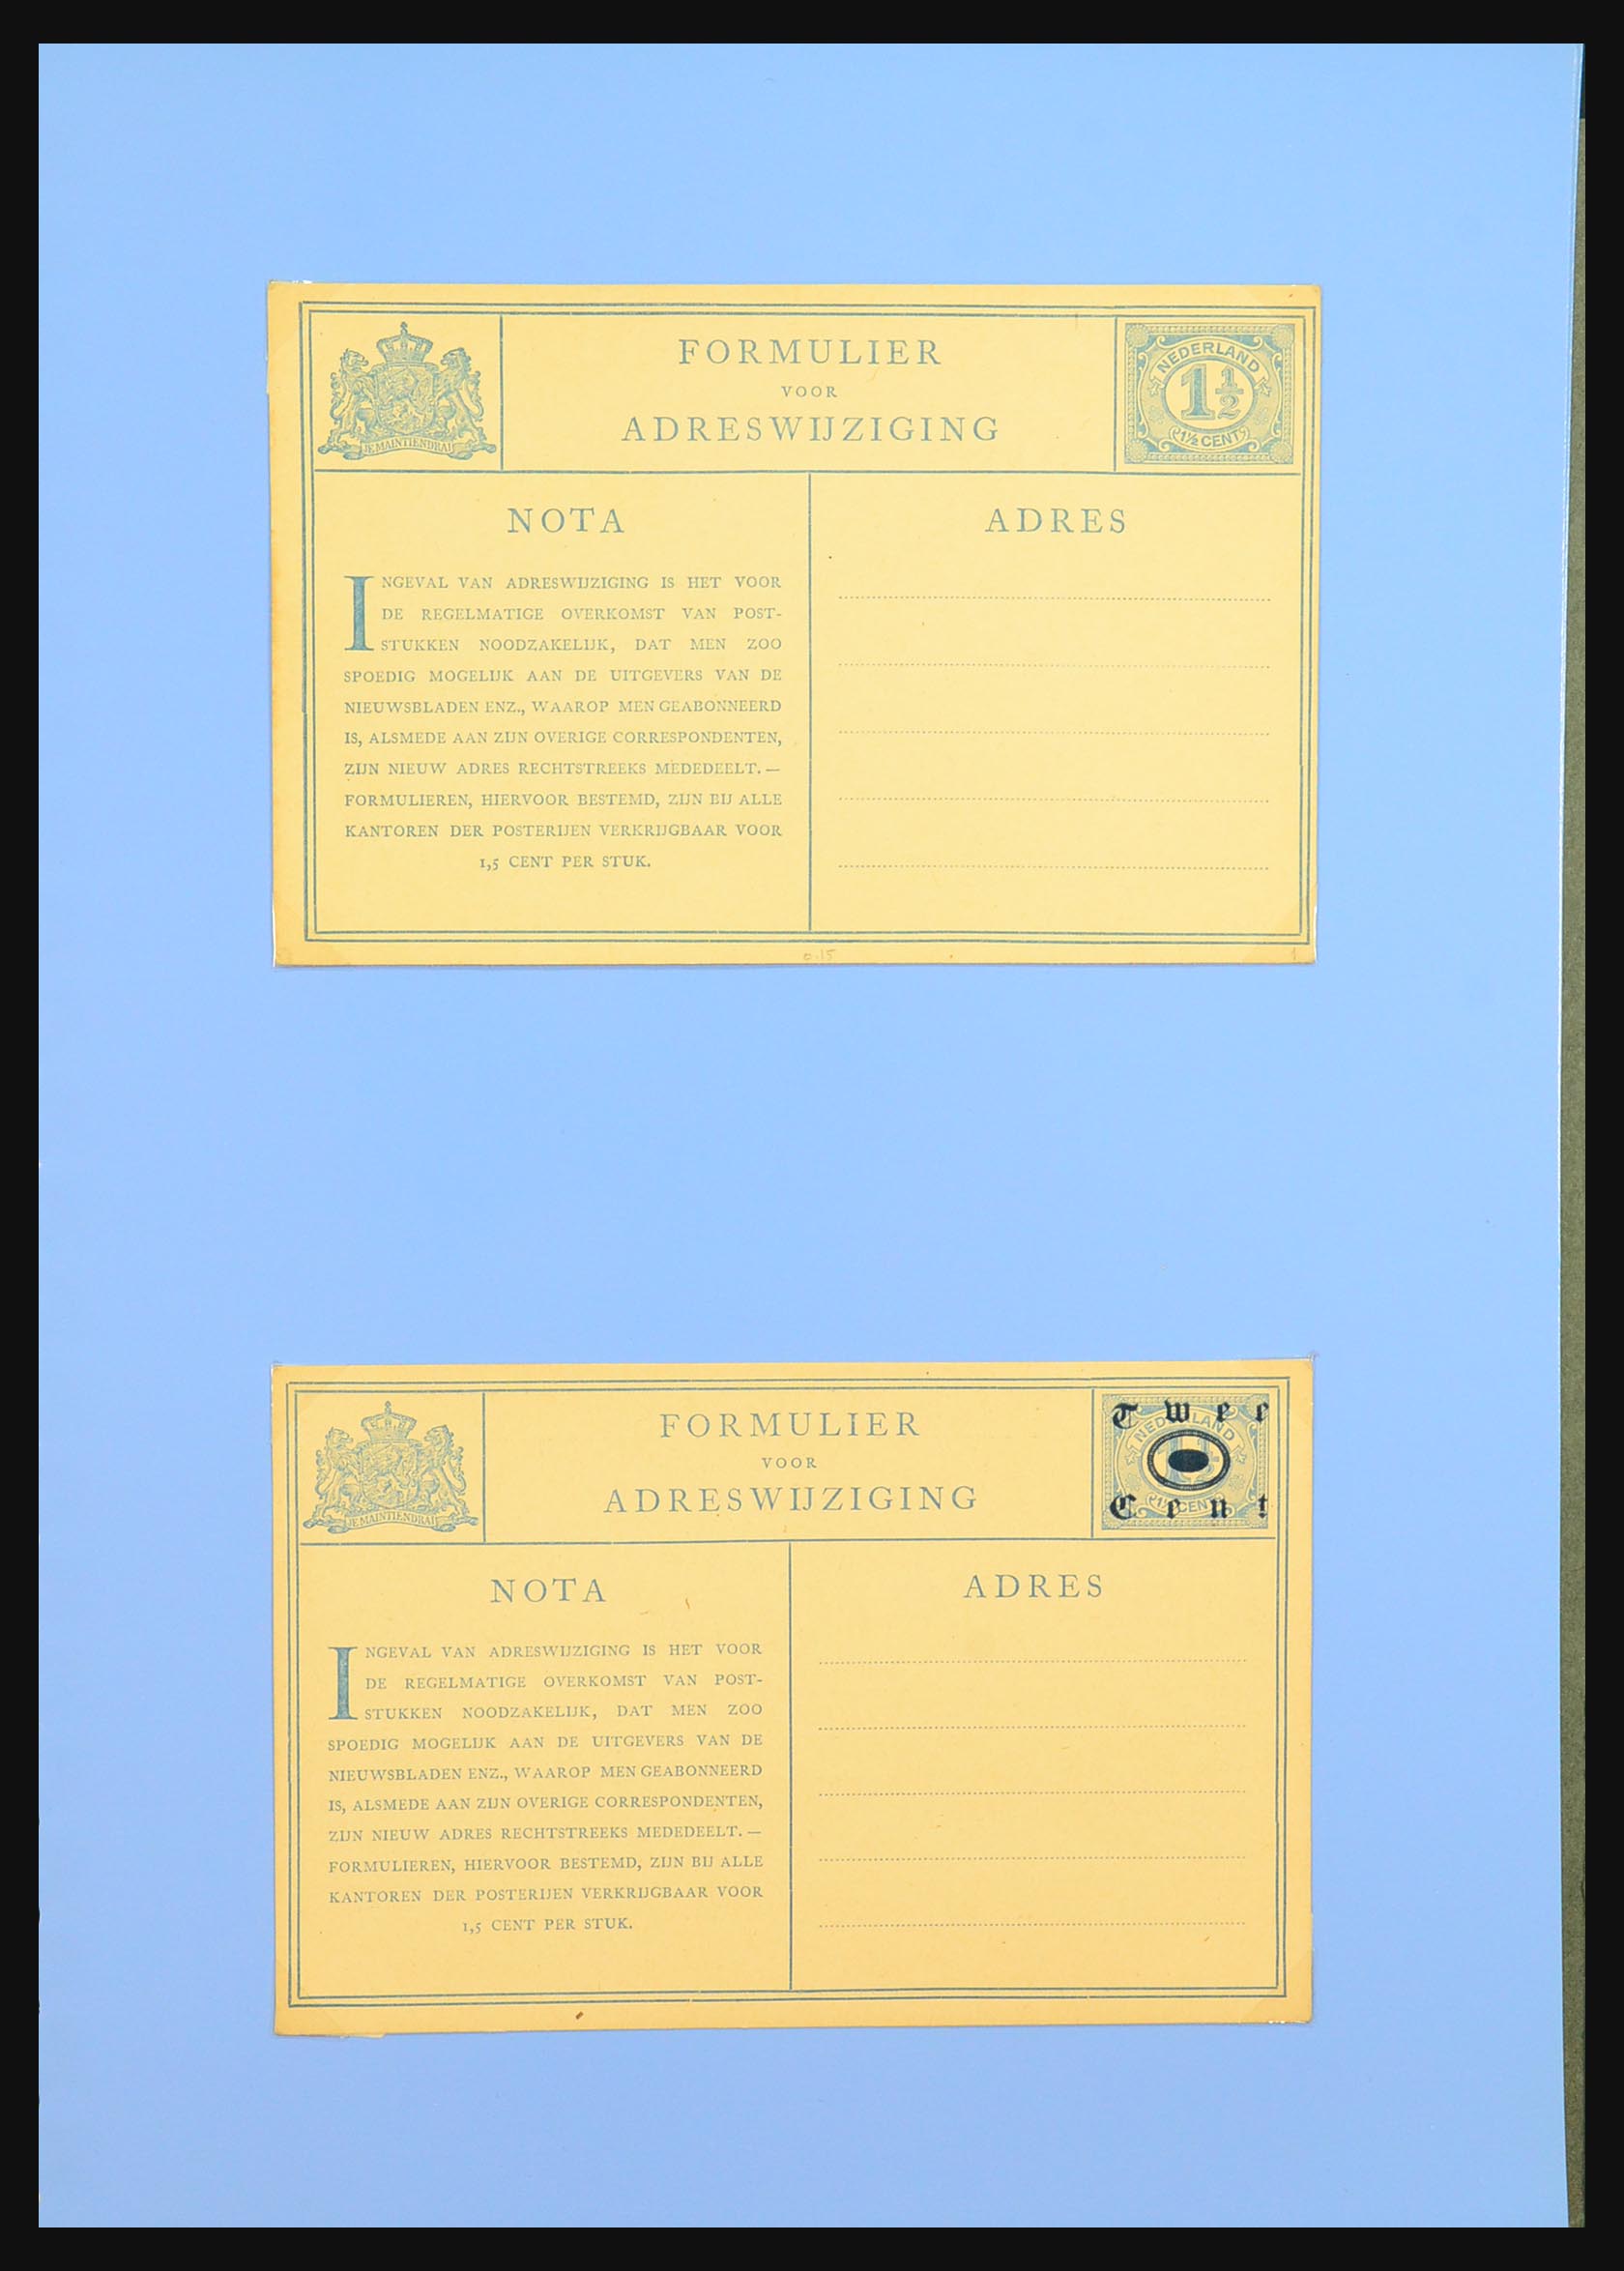 JE MAINTIENDRAI
FORMULIER
VOOR
ADRESWIJZIGING
NEDERLAND
1 1/2
1½ CENT
NOTA
INGEVAL VAN ADRESWIJZIGING IS HET VOOR
DE REGELMATIGE OVERKOMST VAN POST-
STUKKEN NOODZAKELIJK, DAT MEN ZOO
SPOEDIG MOGELIJK AAN DE UITGEVERS VAN DE
NIEUWSBLADEN ENZ., WAAROP MEN GEABONNEERD
IS, ALSMEDE AAN ZIJN OVERIGE CORRESPONDENTEN,
ZIJN NIEUW ADRES RECHTSTREEKS MEDEDEELT. —
FORMULIEREN, HIERVOOR BESTEMD, ZIJN BIJ ALLE
KANTOREN DER POSTERIJEN VERKRIJGBAAR VOOR
1,5 CENT PER STUK.
ADRES
0.15
1
JE MAINTIENDRAI
FORMULIER
VOOR
ADRESWIJZIGING
Twee
NEDERLAND
1½ CENT
Cent
NOTA
INGEVAL VAN ADRESWIJZIGING IS HET VOOR
DE REGELMATIGE OVERKOMST VAN POST-
STUKKEN NOODZAKELIJK, DAT MEN ZOO
SPOEDIG MOGELIJK AAN DE UITGEVERS VAN DE
NIEUWSBLADEN ENZ., WAAROP MEN GEABONNEERD
IS, ALSMEDE AAN ZIJN OVERIGE CORRESPONDENTEN,
ZIJN NIEUW ADRES RECHTSTREEKS MEDEDEELT. —
FORMULIEREN, HIERVOOR BESTEMD, ZIJN BIJ ALLE
KANTOREN DER POSTERIJEN VERKRIJGBAAR VOOR
1,5 CENT PER STUK.
ADRES